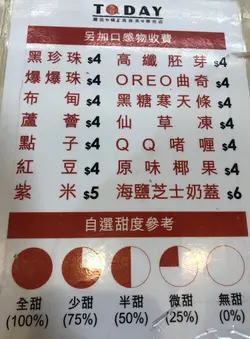 TODAY
另加口感物收費
黑珍珠 $4 高纖胚芽 $4
爆爆珠 $4 OREO曲奇 $4
布甸 $4 黑糖寒天條 $4
蘆薈 $4 仙草凍 $4
點子 $4 QQ啫喱 $4
紅豆 $4 原味椰果 $4
紫米 $5 海鹽芝士奶蓋 $6
自選甜度參考
全甜 少甜 半甜 微甜 無甜
(100%) (75%) (50%) (25%) (0%)